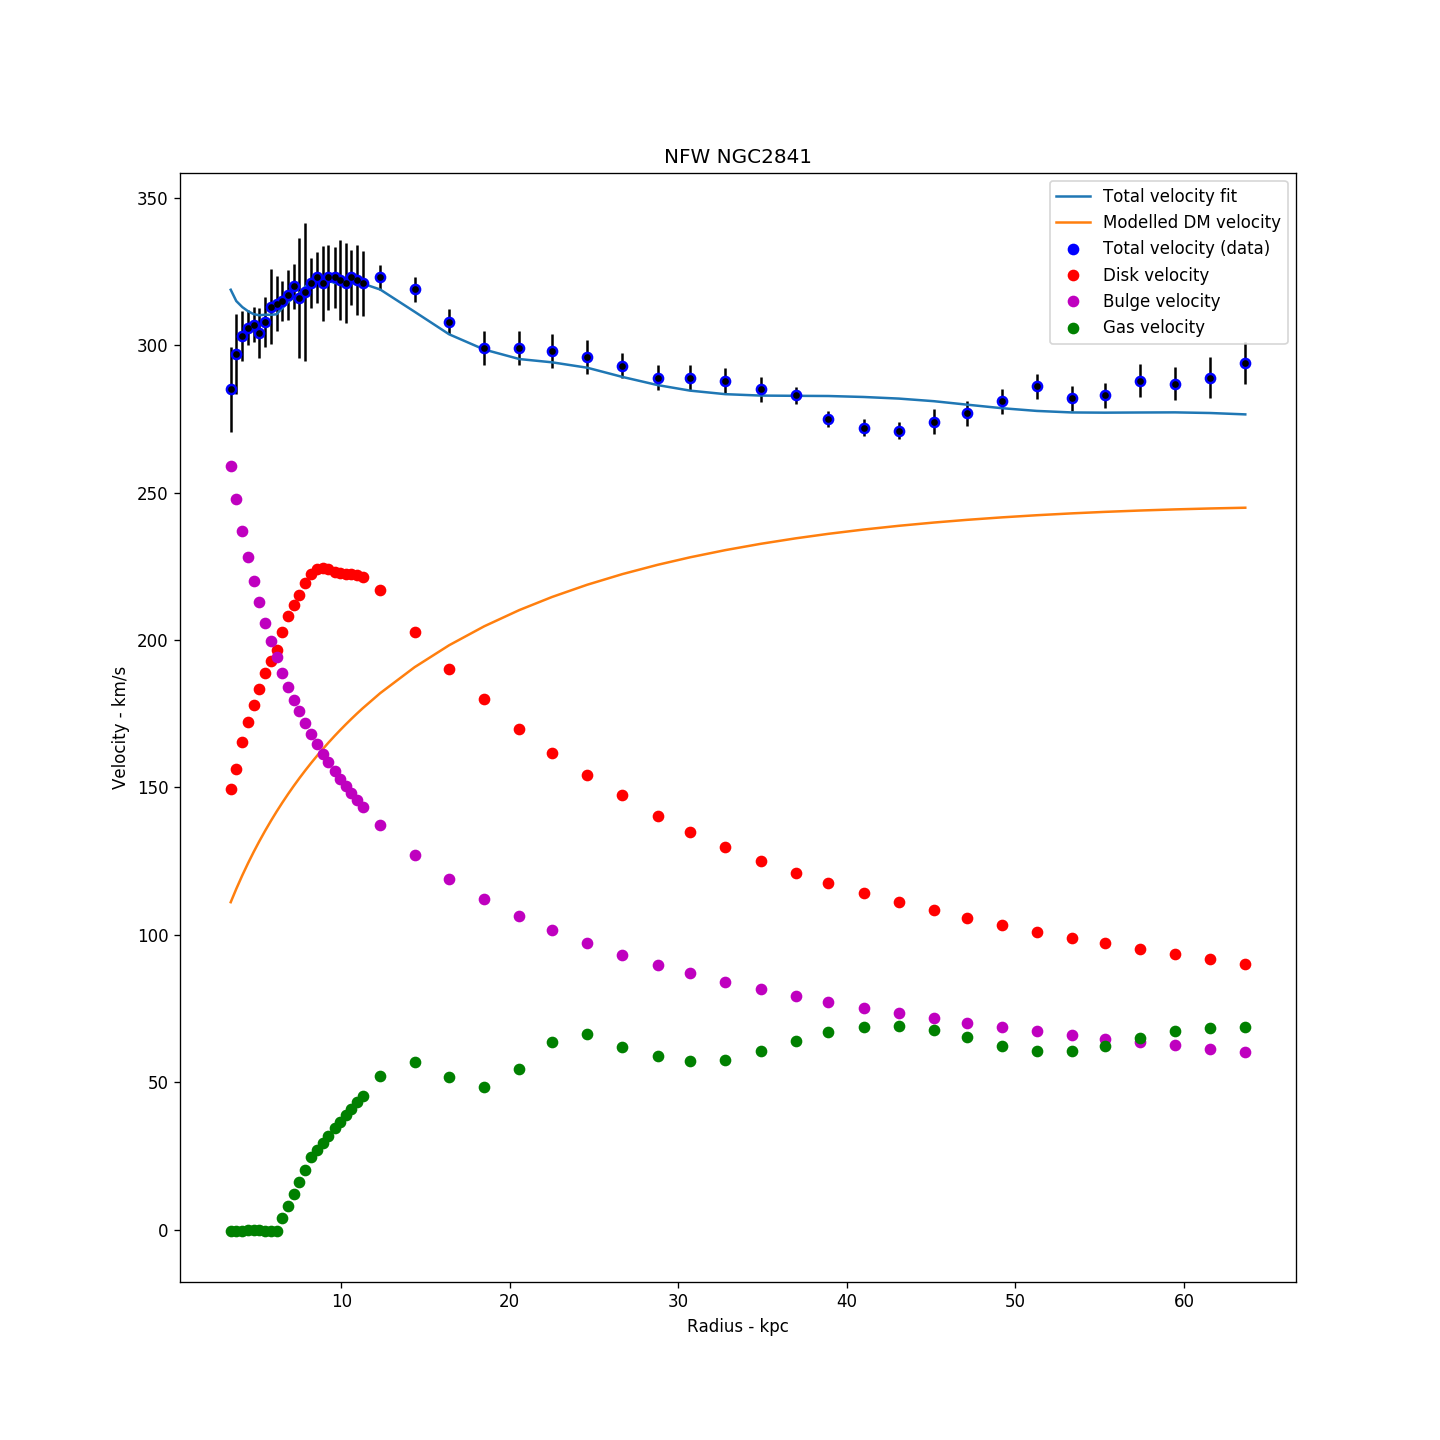 NFW NGC2841
Total velocity fit
Modelled DM velocity
Total velocity (data)
Disk velocity
Bulge velocity
Gas velocity
350
300
250
200
150
100
50
0
Velocity - km/s
10 20 30 40 50 60
Radius - kpc